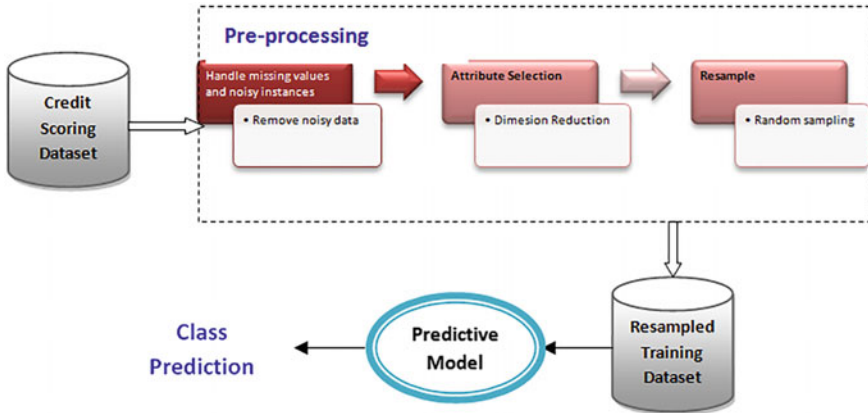 Pre-processing
Credit
Scoring
Dataset
Handle missing values
and noisy instances
• Remove noisy data
Attribute Selection
• Dimesion Reduction
Resample
• Random sampling
Class
Prediction
Predictive
Model
Resampled
Training
Dataset